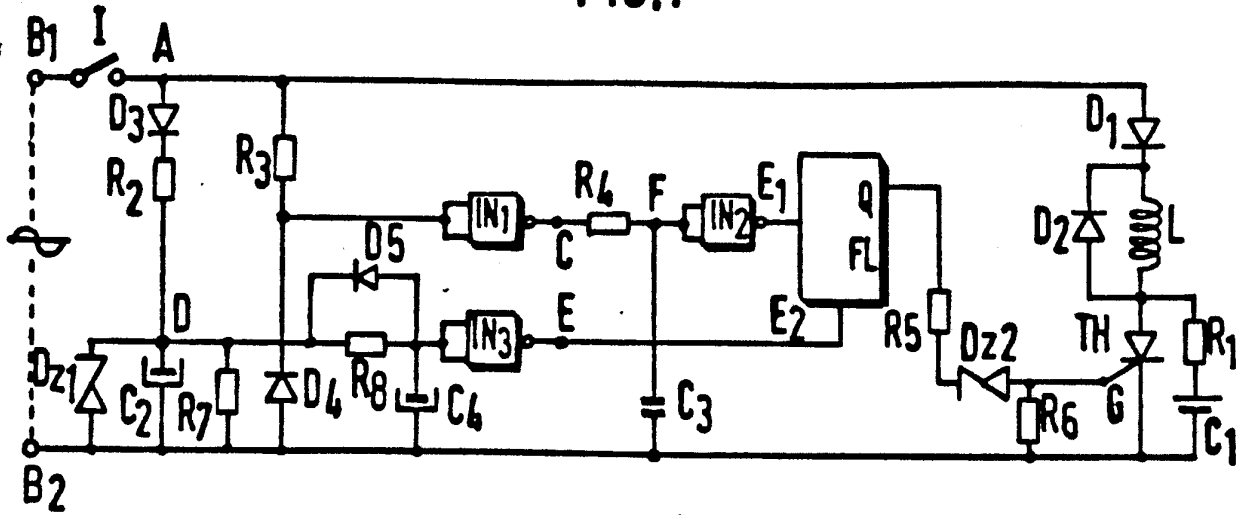 B1 I A
D3
R2
R3
IN1
C
R4
F
IN2
E1
Q
FL
E2
D1
D2
L
D5
D
IN3
E
R5
Dz2
TH
R1
Dz1
C2
R7
D4
R8
C4
C3
R6
G
C1
B2